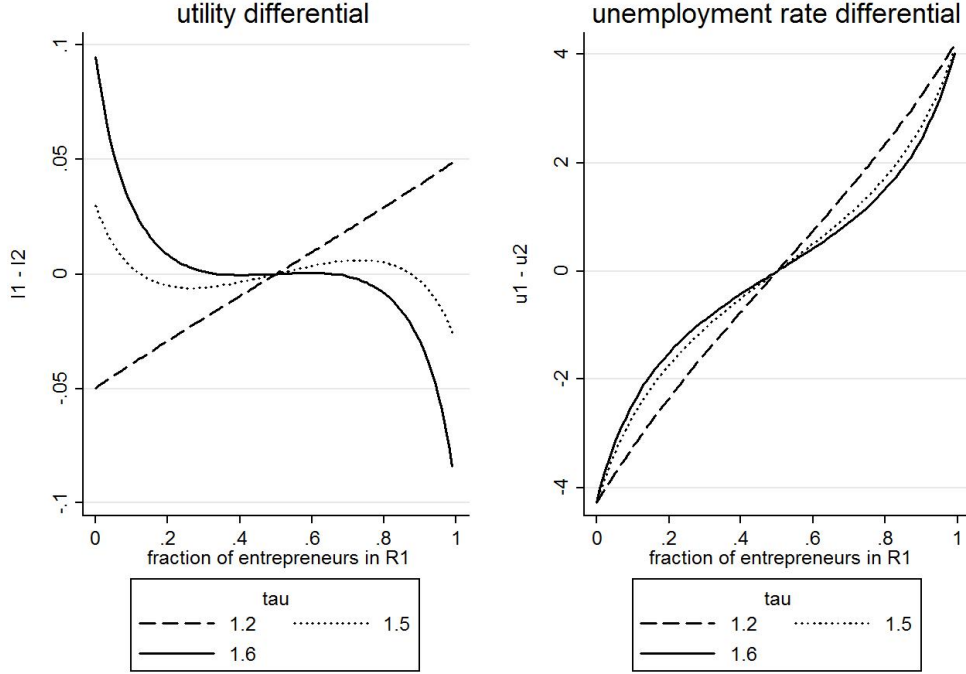 utility differential
I1 - I2
.1
.05
0
-.05
-.1
0 .2 .4 .6 .8 1
fraction of entrepreneurs in R1
tau
1.2 1.5
1.6
unemployment rate differential
u1 - u2
4
2
0
-2
-4
0 .2 .4 .6 .8 1
fraction of entrepreneurs in R1
tau
1.2 1.5
1.6